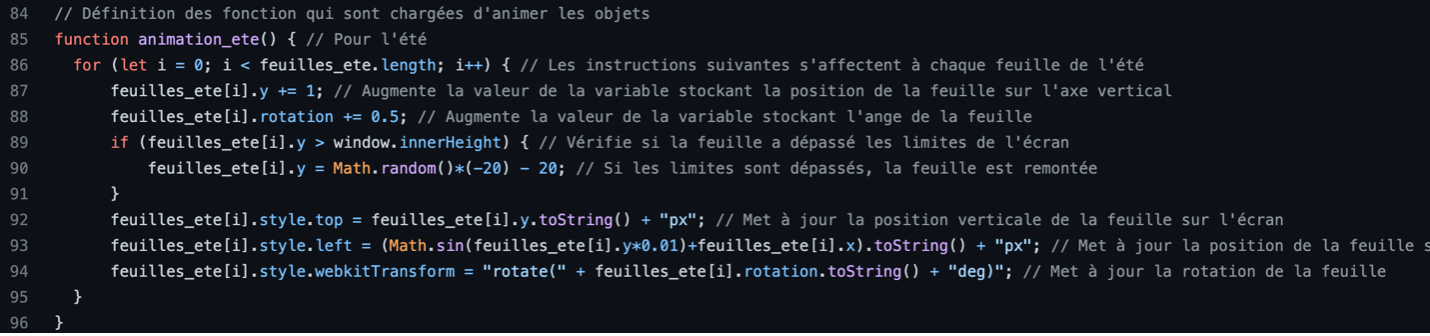 84 // Définition des fonction qui sont chargées d'animer les objets
85 function animation_ete() { // Pour l'été
86 for (let i = 0; i < feuilles_ete.length; i++) { // Les instructions suivantes s'affectent à chaque feuille de l'été
87 feuilles_ete[i].y += 1; // Augmente la valeur de la variable stockant la position de la feuille sur l'axe vertical
88 feuilles_ete[i].rotation += 0.5; // Augmente la valeur de la variable stockant l'ange de la feuille
89 if (feuilles_ete[i].y > window.innerHeight) { // Vérifie si la feuille a dépassé les limites de l'écran
90 feuilles_ete[i].y = Math.random()*(-20) - 20; // Si les limites sont dépassés, la feuille est remontée
91 }
92 feuilles_ete[i].style.top = feuilles_ete[i].y.toString() + "px"; // Met à jour la position verticale de la feuille sur l'écran
93 feuilles_ete[i].style.left = (Math.sin(feuilles_ete[i].y*0.01)+feuilles_ete[i].x).toString() + "px"; // Met à jour la position de la feuille s
94 feuilles_ete[i].style.webkitTransform = "rotate(" + feuilles_ete[i].rotation.toString() + "deg)"; // Met à jour la rotation de la feuille
95 }
96 }